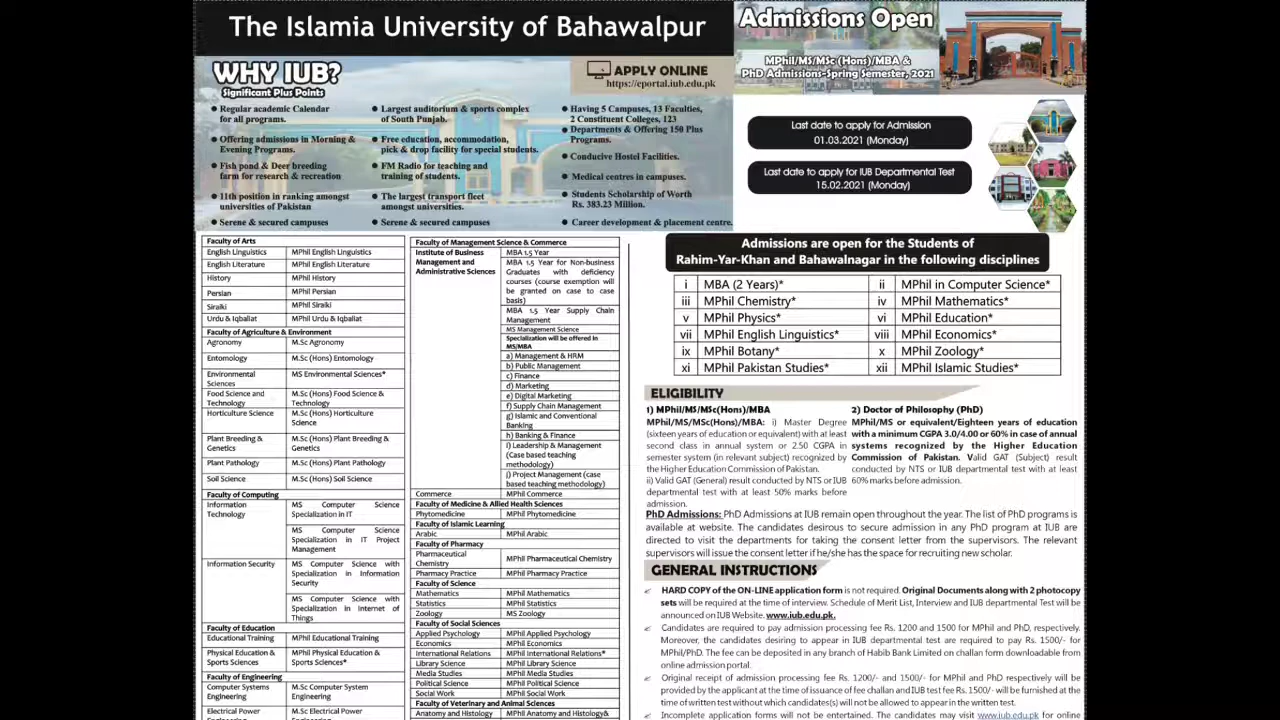 The Islamia University of Bahawalpur
Admissions Open
MPhil/MS/MSc (Hons)/MBA &
PhD Admissions-Spring Semester, 2021
WHY IUB?
Significant Plus Points
APPLY ONLINE
https://eportal.iub.edu.pk
● Regular academic Calendar
for all programs.
● Offering admissions in Morning &
Evening Programs.
● Fish pond & Deer breeding
farm for research & recreation
● 11th position in ranking amongst
universities of Pakistan
● Serene & secured campuses
● Largest auditorium & sports complex
of South Punjab.
● Free education, accommodation,
pick & drop facility for special students.
● FM Radio for teaching and
training of students.
● The largest transport fleet
amongst universities.
● Serene & secured campuses
● Having 5 Campuses, 13 Faculties,
2 Constituent Colleges, 123
● Departments & Offering 150 Plus
Programs.
● Conducive Hostel Facilities.
● Medical centres in campuses.
● Students Scholarship of Worth
Rs. 383.23 Million.
● Career development & placement centre.
Last date to apply for Admission
01.03.2021 (Monday)
Last date to apply for IUB Departmental Test
15.02.2021 (Monday)
Faculty of Arts
English Linguistics MPhil English Linguistics
English Literature MPhil English Literature
History MPhil History
Persian MPhil Persian
Siraiki MPhil Siraiki
Urdu & Iqbaliat MPhil Urdu & Iqbaliat
Faculty of Agriculture & Environment
Agronomy M.Sc Agronomy
Entomology M.Sc (Hons) Entomology
Environmental MS Environmental Sciences*
Sciences
Food Science and M.Sc (Hons) Food Science &
Technology Technology
Horticulture Science M.Sc (Hons) Horticulture
Science
Plant Breeding & M.Sc (Hons) Plant Breeding &
Genetics Genetics
Plant Pathology M.Sc (Hons) Plant Pathology
Soil Science M.Sc (Hons) Soil Science
Faculty of Computing
Information MS Computer Science
Technology Specialization in IT
MS Computer Science
Specialization in IT Project
Management
Information Security MS Computer Science with
Specialization in Information
Security
MS Computer Science with
Specialization in Internet of
Things
Faculty of Education
Educational Training MPhil Educational Training
Physical Education & MPhil Physical Education &
Sports Sciences Sports Sciences*
Faculty of Engineering
Computer Systems M.Sc Computer System
Engineering Engineering
Electrical Power M.Sc Electrical Power
Faculty of Management Science & Commerce
Institute of Business MBA 1.5 Year
Management and MBA 1.5 Year for Non-business
Administrative Sciences Graduates with deficiency
courses (course exemption will
be granted on case to case
basis)
MBA 1.5 Year Supply Chain
Management
MS Management Science
Specialization will be offered in
MS/MBA
a) Management & HRM
b) Public Management
c) Finance
d) Marketing
e) Digital Marketing
f) Supply Chain Management
g) Islamic and Conventional
Banking
h) Banking & Finance
i) Leadership & Management
(Case based teaching
methodology)
j) Project Management (case
based teaching methodology)
Commerce MPhil Commerce
Faculty of Medicine & Allied Health Sciences
Phytomedicine MPhil Phytomedicine
Faculty of Islamic Learning
Arabic MPhil Arabic
Faculty of Pharmacy
Pharmaceutical MPhil Pharmaceutical Chemistry
Chemistry
Pharmacy Practice MPhil Pharmacy Practice
Faculty of Science
Mathematics MPhil Mathematics
Statistics MPhil Statistics
Zoology MS Zoology
Faculty of Social Sciences
Applied Psychology MPhil Applied Psychology
Economics MPhil Economics
International Relations MPhil International Relations*
Library Science MPhil Library Science
Media Studies MPhil Media Studies
Political Science MPhil Political Science
Social Work MPhil Social Work
Faculty of Veterinary and Animal Sciences
Anatomy and Histology MPhil Anatomy and Histology&
Admissions are open for the Students of
Rahim-Yar-Khan and Bahawalnagar in the following disciplines
i MBA (2 Years)* ii MPhil in Computer Science*
iii MPhil Chemistry* iv MPhil Mathematics*
v MPhil Physics* vi MPhil Education*
vii MPhil English Linguistics* viii MPhil Economics*
ix MPhil Botany* x MPhil Zoology*
xi MPhil Pakistan Studies* xii MPhil Islamic Studies*
ELIGIBILITY
1) MPhil/MS/MSc(Hons)/MBA
MPhil/MS/MSc(Hons)/MBA: i) Master Degree
(sixteen years of education or equivalent) with at least
second class in annual system or 2.50 CGPA in
semester system (in relevant subject) recognized by
the Higher Education Commission of Pakistan.
ii) Valid GAT (General) result conducted by NTS or IUB
departmental test with at least 50% marks before
admission.
2) Doctor of Philosophy (PhD)
MPhil/MS or equivalent/Eighteen years of education
with a minimum CGPA 3.0/4.00 or 60% in case of annual
systems recognized by the Higher Education
Commission of Pakistan. Valid GAT (Subject) result
conducted by NTS or IUB departmental test with at least
60% marks before admission.
PhD Admissions: PhD Admissions at IUB remain open throughout the year. The list of PhD programs is
available at website. The candidates desirous to secure admission in any PhD program at IUB are
directed to visit the departments for taking the consent letter from the supervisors. The relevant
supervisors will issue the consent letter if he/she has the space for recruiting new scholar.
GENERAL INSTRUCTIONS
HARD COPY of the ON-LINE application form is not required. Original Documents along with 2 photocopy
sets will be required at the time of interview. Schedule of Merit List, Interview and IUB departmental Test will be
announced on IUB Website. www.iub.edu.pk.
Candidates are required to pay admission processing fee Rs. 1200 and 1500 for MPhil and PhD, respectively.
Moreover, the candidates desiring to appear in IUB departmental test are required to pay Rs. 1500/- for
MPhil/PhD. The fee can be deposited in any branch of Habib Bank Limited on challan form downloadable from
online admission portal.
Original receipt of admission processing fee Rs. 1200/- and 1500/- for MPhil and PhD respectively will be
provided by the applicant at the time of issuance of fee challan and IUB test fee Rs. 1500/- will be furnished at the
time of written test without which candidates(s) will not be allowed to appear in the written test.
Incomplete application forms will not be entertained. The candidates may visit www.iub.edu.pk for online